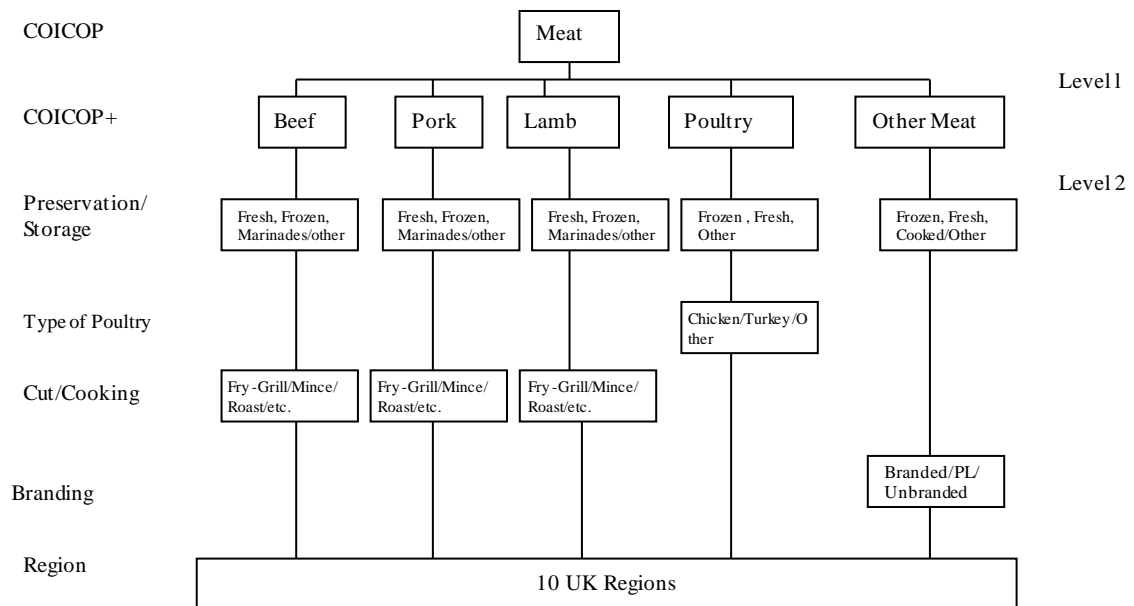 COICOP
Meat
Level 1
COICOP+
Beef
Pork
Lamb
Poultry
Other Meat
Level 2
Preservation/
Storage
Fresh, Frozen,
Marinades/other
Fresh, Frozen,
Marinades/other
Fresh, Frozen,
Marinades/other
Frozen , Fresh,
Other
Frozen, Fresh,
Cooked/Other
Type of Poultry
Chicken/Turkey/O
ther
Cut/Cooking
Fry-Grill/Mince/
Roast/etc.
Fry-Grill/Mince/
Roast/etc.
Fry-Grill/Mince/
Roast/etc.
Branding
Branded/PL/
Unbranded
Region
10 UK Regions